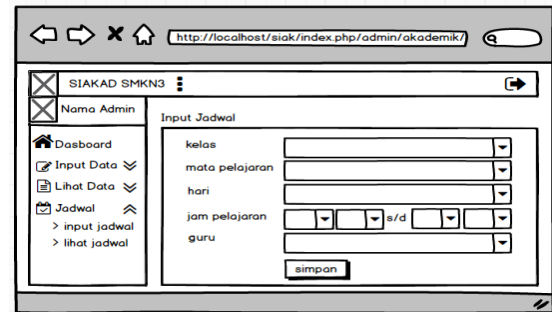 http://localhost/siak/index.php/admin/akademik/
SIAKAD SMKN3
Nama Admin
Dasboard
Input Data
Lihat Data
Jadwal
> input jadwal
> lihat jadwal
Input Jadwal
kelas
mata pelajaran
hari
jam pelajaran s/d
guru
simpan